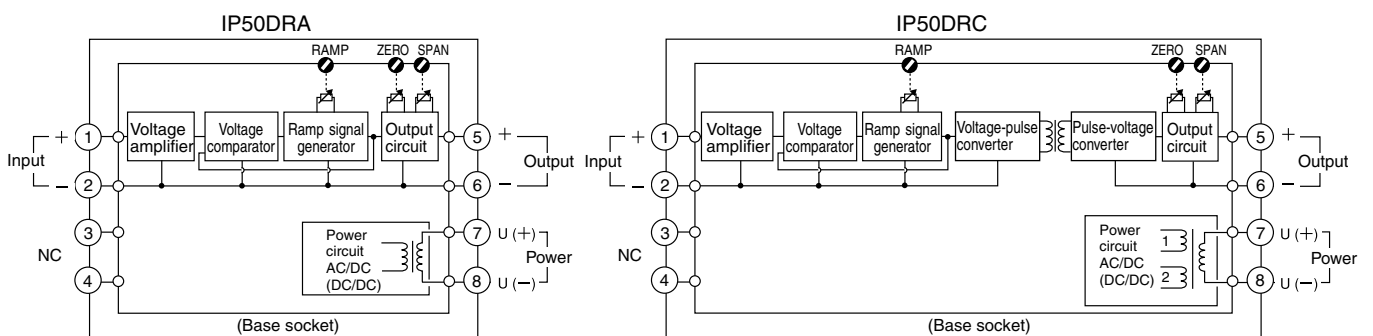 IP50DRA
RAMP
ZERO SPAN
Voltage
amplifier
Voltage
comparator
Ramp signal
generator
Output
circuit
Input
+ 1
− 2
3
NC
4
5 +
Output
6 −
7 U (+)
Power
8 U (−)
Power
circuit
AC/DC
(DC/DC)
(Base socket)
IP50DRC
RAMP
ZERO SPAN
Voltage
amplifier
Voltage
comparator
Ramp signal
generator
Voltage-pulse
converter
Pulse-voltage
converter
Output
circuit
Input
+ 1
− 2
3
NC
4
5 +
Output
6 −
7 U (+)
Power
8 U (−)
Power
circuit
AC/DC
(DC/DC)
1
2
(Base socket)